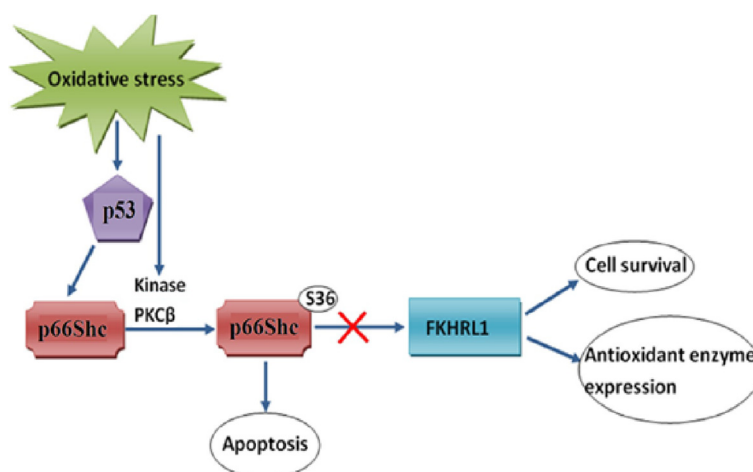 Oxidative stress
p53
Kinase
PKCβ
p66Shc
p66Shc
S36
FKHRL1
Cell survival
Antioxidant enzyme
expression
Apoptosis